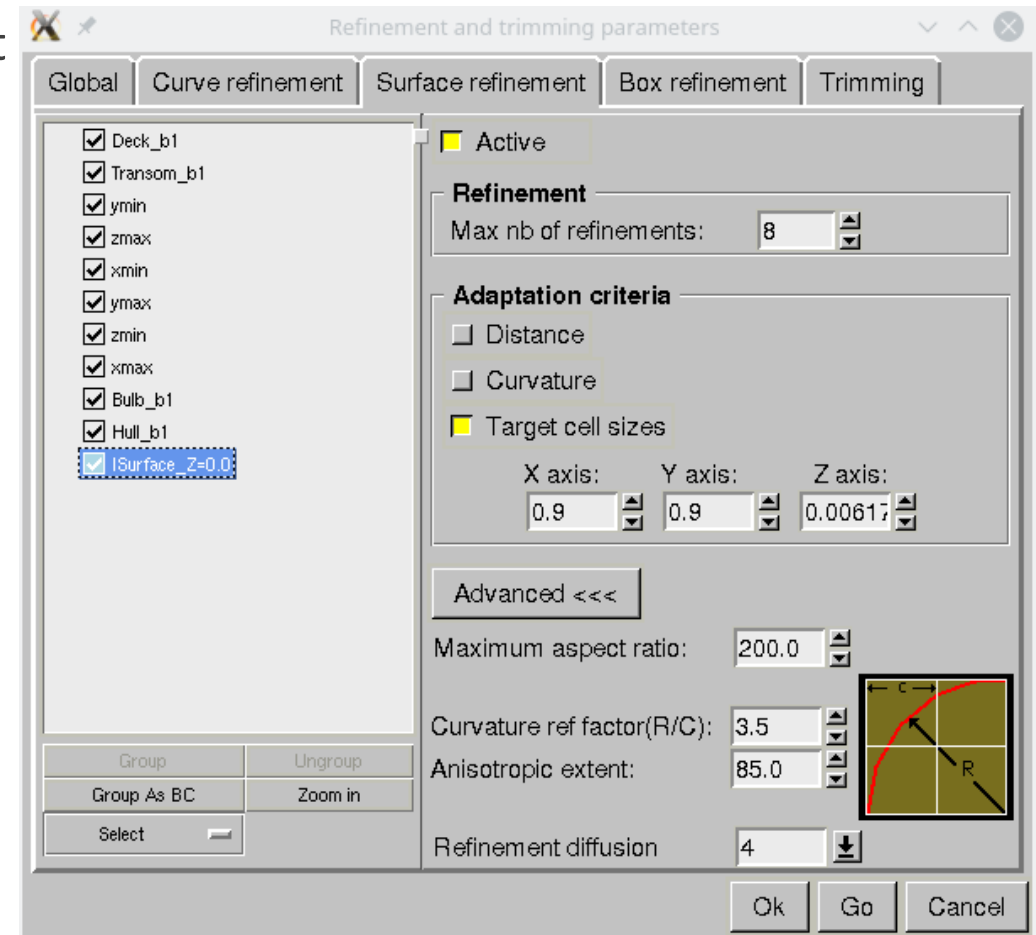 Refinement and trimming parameters
Global Curve refinement Surface refinement Box refinement Trimming
Deck_b1
Transom_b1
ymin
zmax
xmin
ymax
zmin
xmax
Bulb_b1
Hull_b1
ISurface_Z=0.0
Group Ungroup
Group As BC Zoom in
Select
Active
Refinement
Max nb of refinements: 8
Adaptation criteria
Distance
Curvature
Target cell sizes
X axis: Y axis: Z axis:
0.9 0.9 0.00617
Advanced <<<
Maximum aspect ratio: 200.0
Curvature ref factor(R/C): 3.5
Anisotropic extent: 85.0
C
R
Refinement diffusion 4
Ok Go Cancel